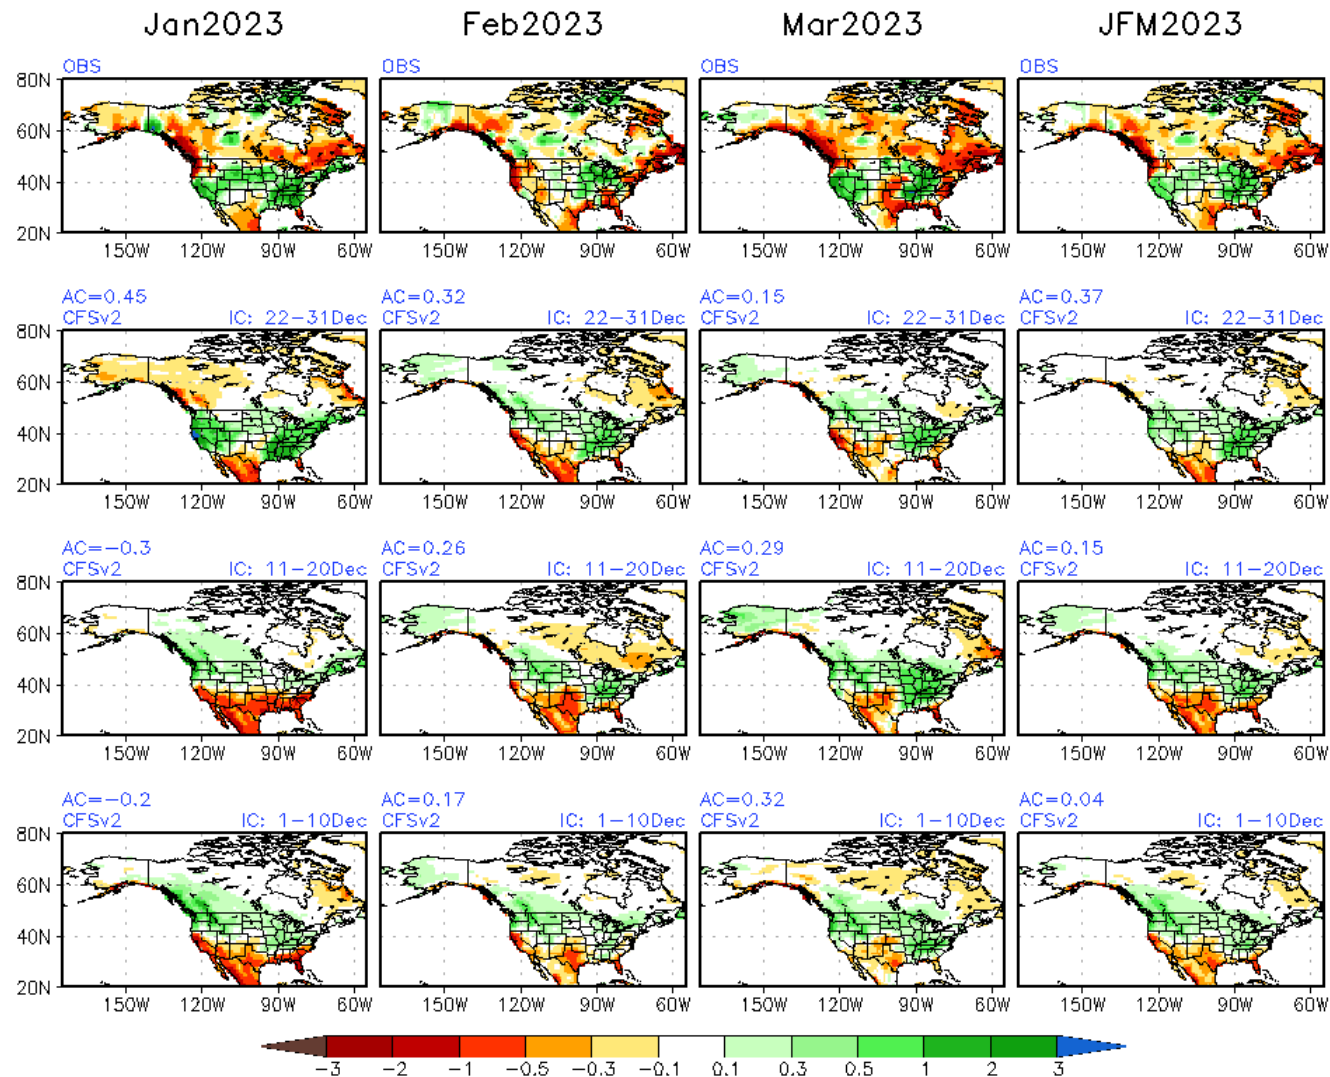 Jan2023 Feb2023 Mar2023 JFM2023
OBS OBS OBS OBS
80N
60N
40N
20N
150W 120W 90W 60W 150W 120W 90W 60W 150W 120W 90W 60W 150W 120W 90W 60W
AC=0.45 AC=0.32 AC=0.15 AC=0.37
CFSv2 IC: 22-31Dec CFSv2 IC: 22-31Dec CFSv2 IC: 22-31Dec CFSv2 IC: 22-31Dec
80N
60N
40N
20N
150W 120W 90W 60W 150W 120W 90W 60W 150W 120W 90W 60W 150W 120W 90W 60W
AC=-0.3 AC=0.26 AC=0.29 AC=0.15
CFSv2 IC: 11-20Dec CFSv2 IC: 11-20Dec CFSv2 IC: 11-20Dec CFSv2 IC: 11-20Dec
80N
60N
40N
20N
150W 120W 90W 60W 150W 120W 90W 60W 150W 120W 90W 60W 150W 120W 90W 60W
AC=-0.2 AC=0.17 AC=0.32 AC=0.04
CFSv2 IC: 1-10Dec CFSv2 IC: 1-10Dec CFSv2 IC: 1-10Dec CFSv2 IC: 1-10Dec
80N
60N
40N
20N
150W 120W 90W 60W 150W 120W 90W 60W 150W 120W 90W 60W 150W 120W 90W 60W
-3 -2 -1 -0.5 -0.3 -0.1 0.1 0.3 0.5 1 2 3